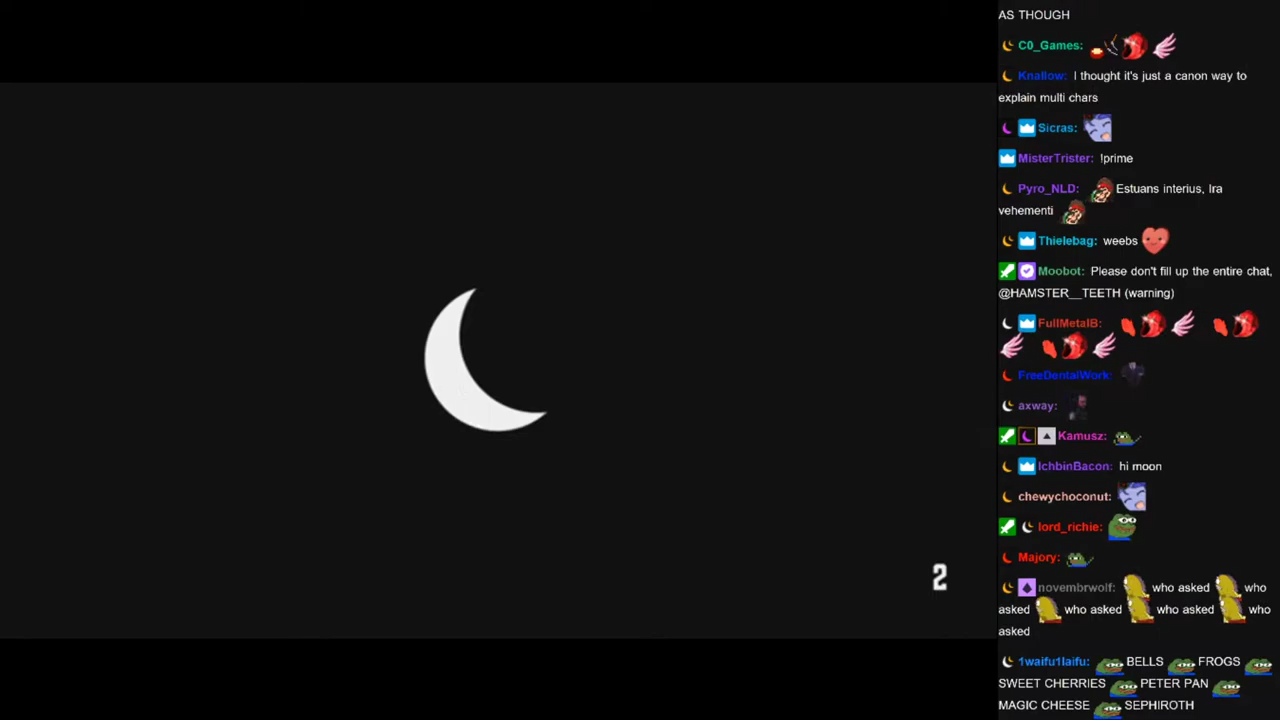 AS THOUGH
C0_Games:
Knallow: I thought it's just a canon way to
explain multi chars
Sicras:
MisterTrister: !prime
Pyro_NLD: Estuans interius, Ira
vehementi
Thielebag: weebs
Moobot: Please don't fill up the entire chat,
@HAMSTER__TEETH (warning)
FullMetalB:
FreeDentalWork:
axway:
Kamusz:
IchbinBacon: hi moon
chewychoconut:
lord_richie:
Majory:
novembrwolf: who asked who
asked who asked who asked who
asked
1waifu1laifu: BELLS FROGS
SWEET CHERRIES PETER PAN
MAGIC CHEESE SEPHIROTH
2